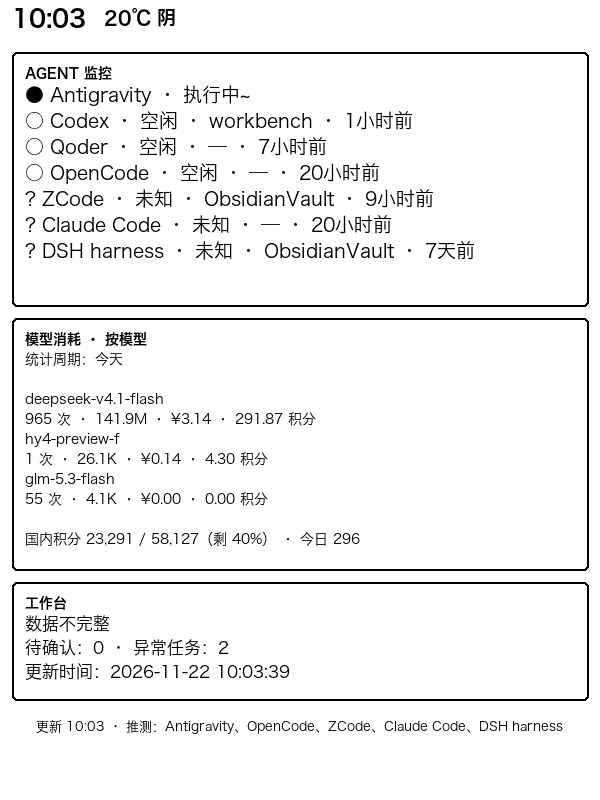 10:03 20℃ 阴
AGENT 监控
● Antigravity · 执行中~
○ Codex · 空闲 · workbench · 1小时前
○ Qoder · 空闲 · — · 7小时前
○ OpenCode · 空闲 · — · 20小时前
? ZCode · 未知 · ObsidianVault · 9小时前
? Claude Code · 未知 · — · 20小时前
? DSH harness · 未知 · ObsidianVault · 7天前
模型消耗 · 按模型
统计周期：今天
deepseek-v4.1-flash
965 次 · 141.9M · ¥3.14 · 291.87 积分
hy4-preview-f
1 次 · 26.1K · ¥0.14 · 4.30 积分
glm-5.3-flash
55 次 · 4.1K · ¥0.00 · 0.00 积分
国内积分 23,291 / 58,127（剩 40%） · 今日 296
工作台
数据不完整
待确认：0 · 异常任务：2
更新时间：2026-11-22 10:03:39
更新 10:03 · 推测：Antigravity、OpenCode、ZCode、Claude Code、DSH harness